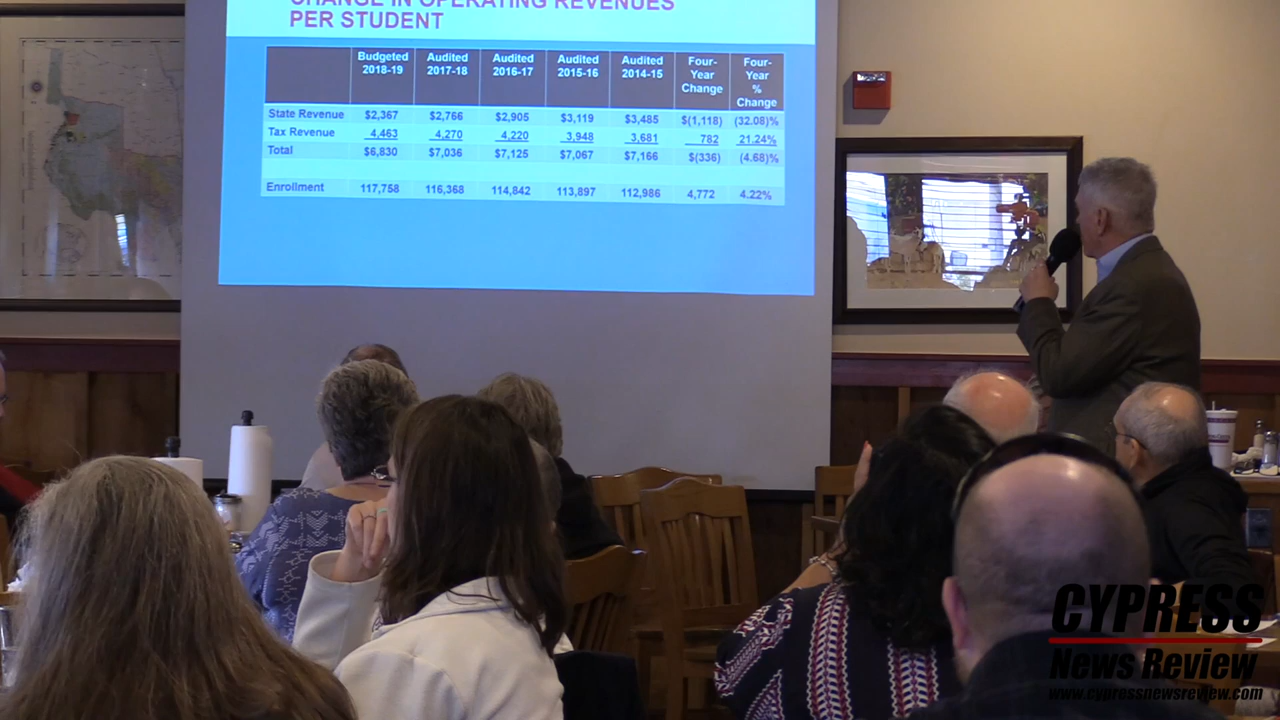 CHANGE IN OPERATING REVENUES
PER STUDENT
Budgeted 2018-19 Audited 2017-18 Audited 2016-17 Audited 2015-16 Audited 2014-15 Four-Year Change Four-Year % Change
State Revenue $2,367 $2,766 $2,905 $3,119 $3,485 $(1,118) (32.08)%
Tax Revenue 4,463 4,270 4,220 3,948 3,681 782 21.24%
Total $6,830 $7,036 $7,125 $7,067 $7,166 $(336) (4.68)%
Enrollment 117,758 116,368 114,842 113,897 112,986 4,772 4.22%
CYPRESS
News Review
www.cypressnewsreview.com